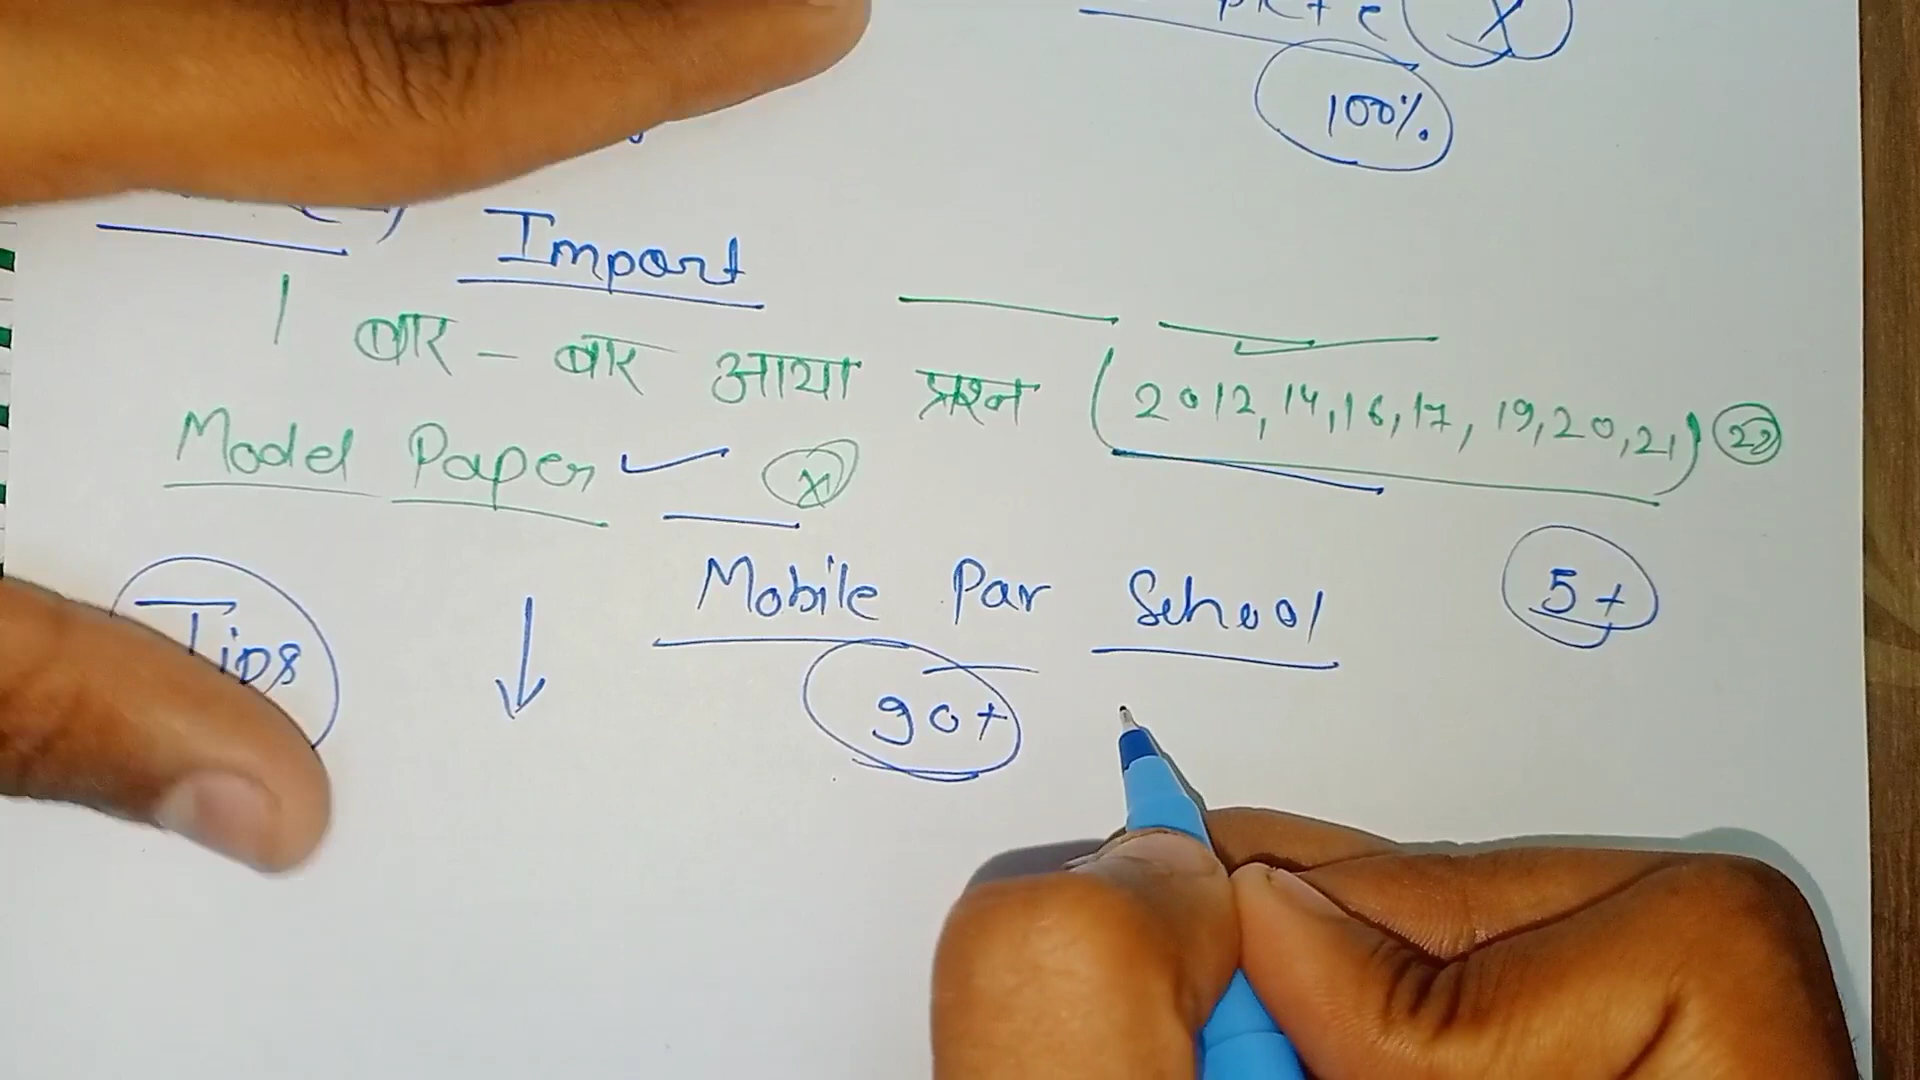 100%
Import
बार - बार आया प्रश्न (2012, 14, 16, 17, 19, 20, 21) 22
Model Paper
Mobile Par School 5+
Tips
90+